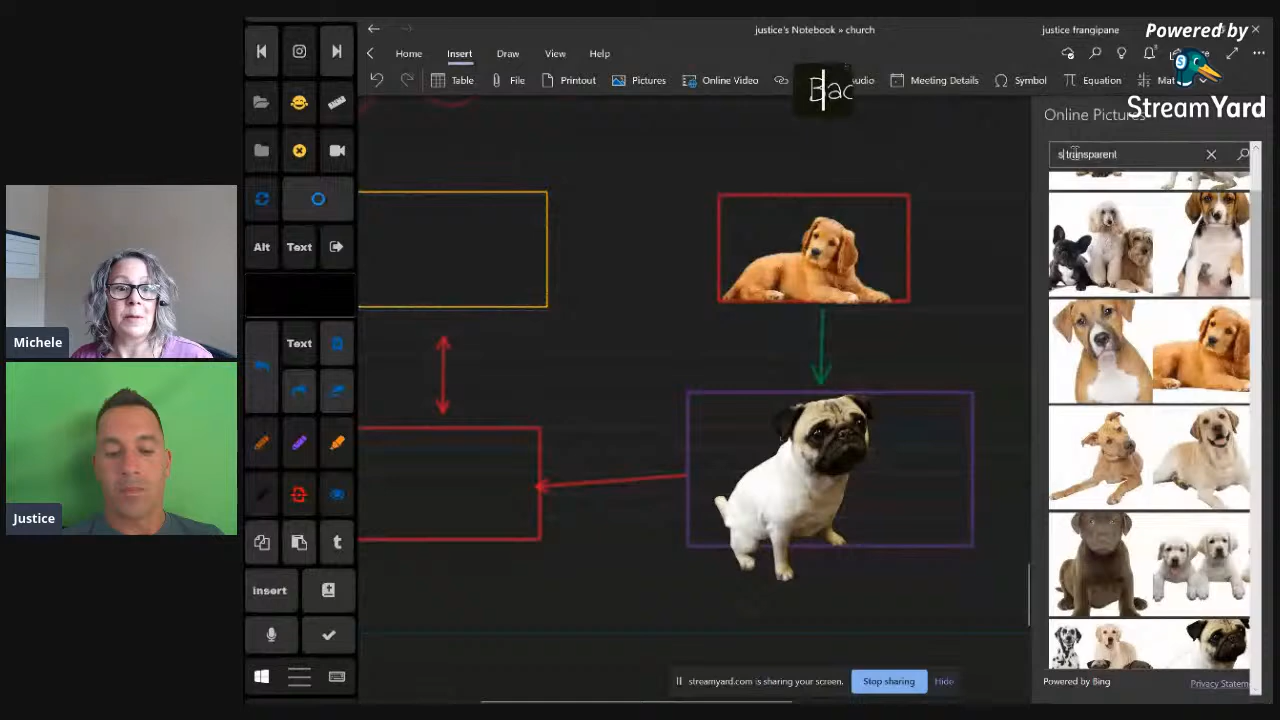 justice's Notebook » church
justice frangipane
Powered by
StreamYard
Home Insert Draw View Help
Table File Printout Pictures Online Video Meeting Details Symbol Equation
Online Pictures
s transparent
Alt Text
Text
t
insert
Michele
Justice
streamyard.com is sharing your screen. Stop sharing Hide
Powered by Bing